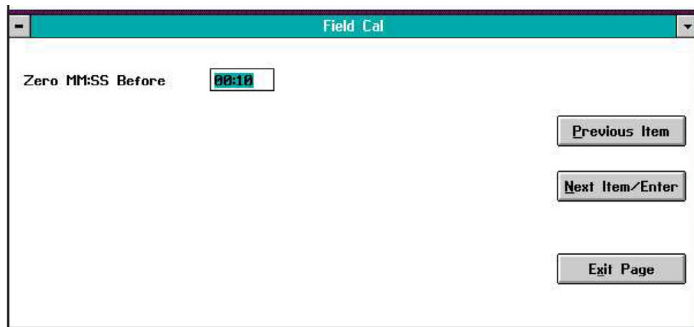 Field Cal
Zero MM:SS Before 00:10
Previous Item
Next Item/Enter
Exit Page